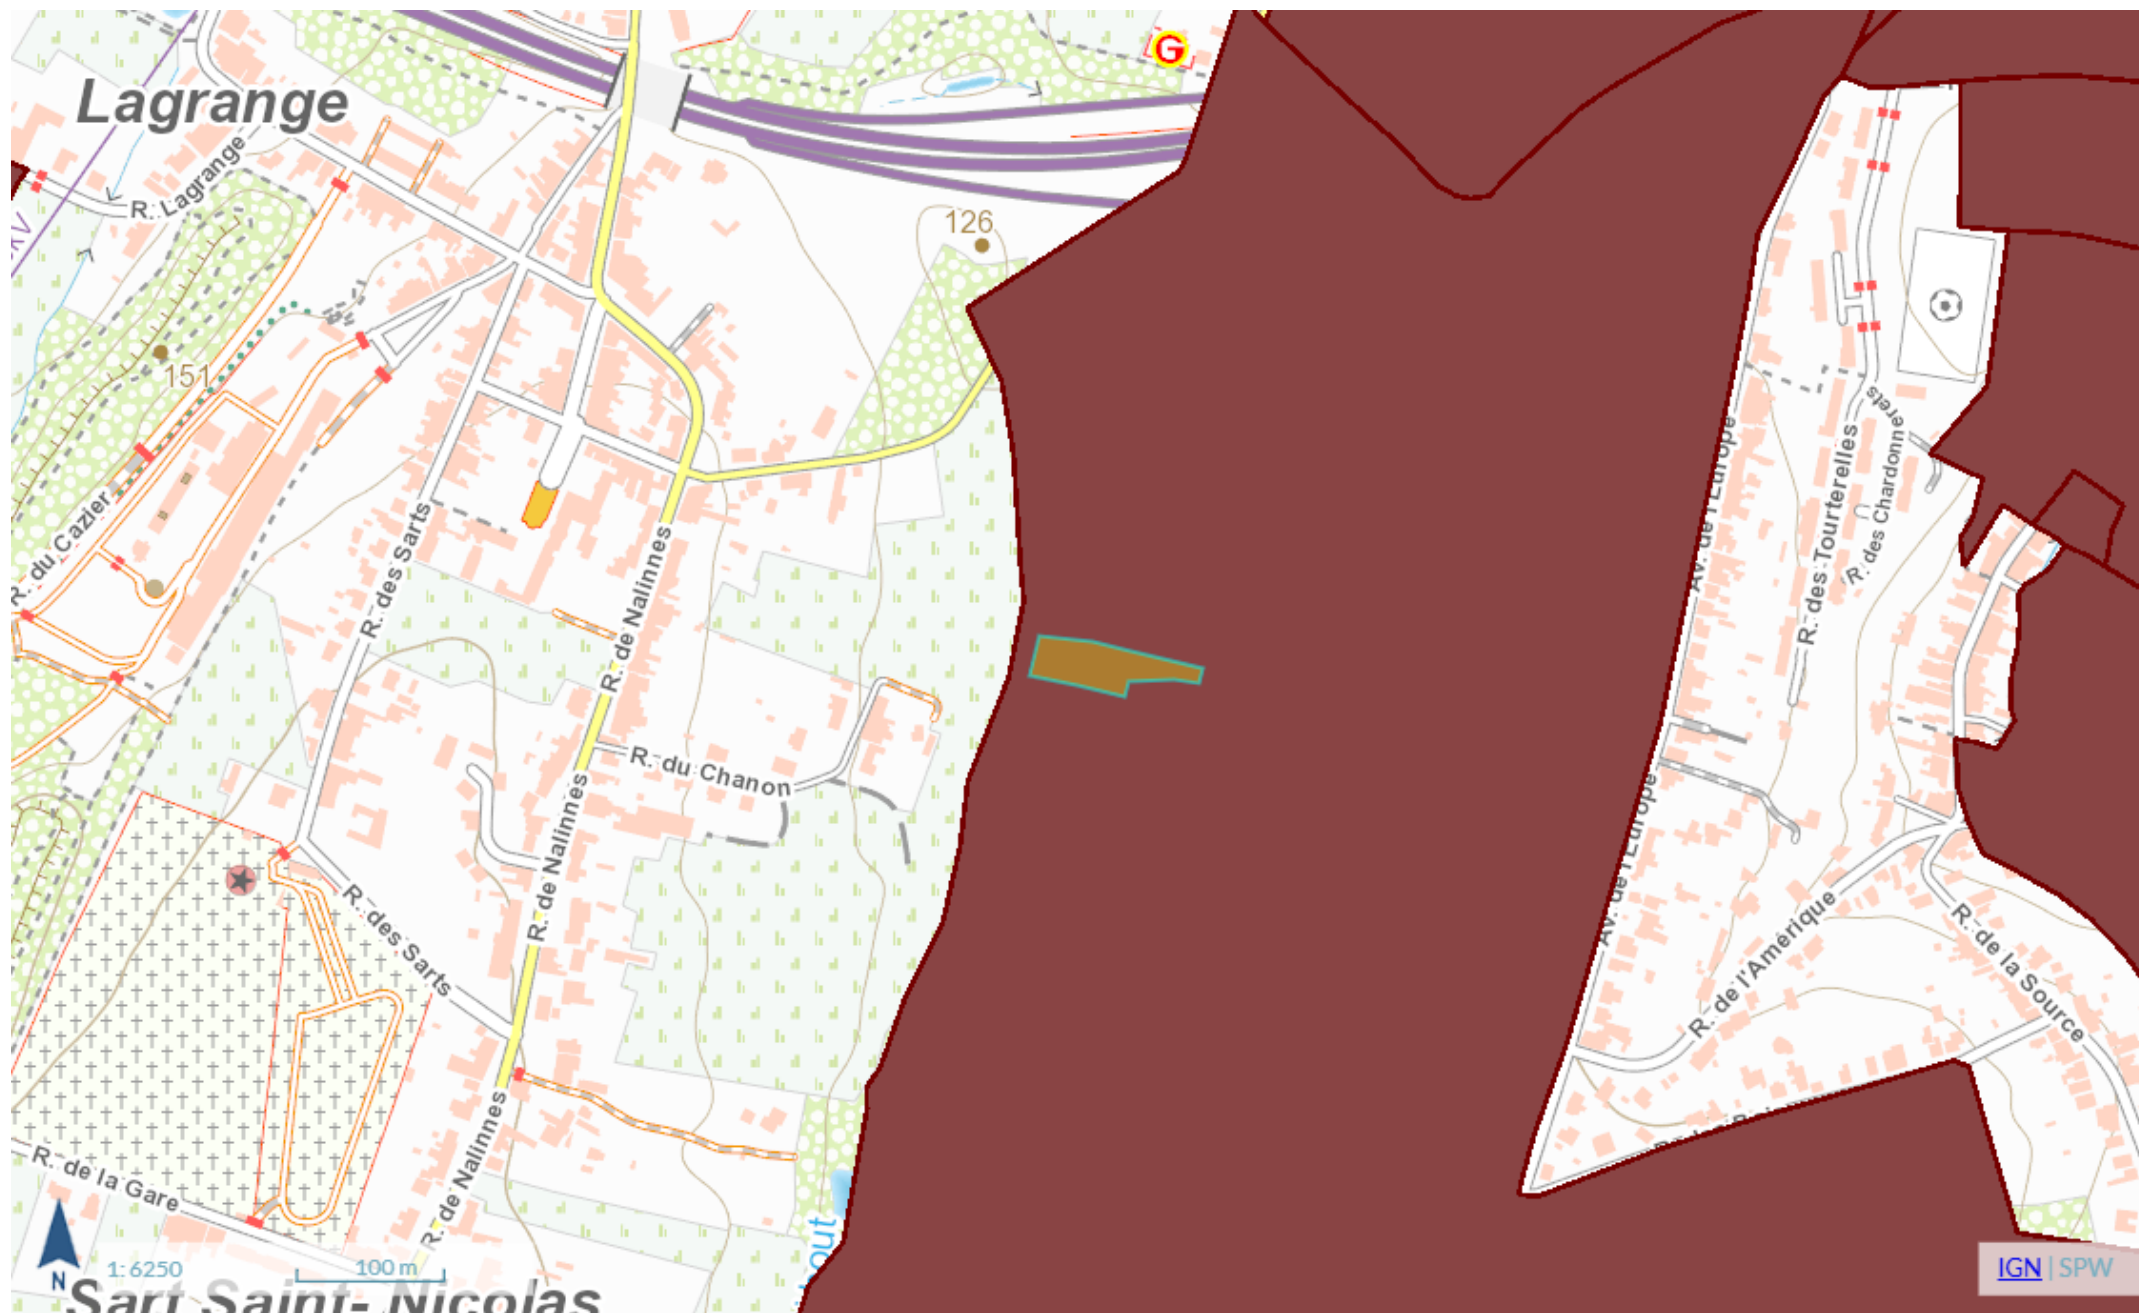 G
Lagrange
R. Lagrange
kV
126
151
R. du Cazier
R. des Sarts
R. de Nalinnes
R. des Chardonnerets
R. des Tourterelles
Av. de l'Europe
R. du Chanon
R. de Nalinnes
Av. de l'Europe
R. des Sarts
R. de l'Amérique
R. de la Source
R. de Nalinnes
R. de la Gare
N
1: 6250
100 m
Sart Saint- Nicolas
IGN | SPW